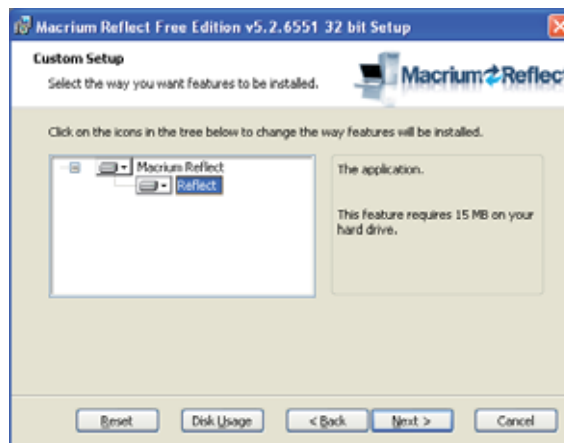 Macrium Reflect Free Edition v5.2.6551 32 bit Setup
Custom Setup
Select the way you want features to be installed.
Macrium Reflect
Click on the icons in the tree below to change the way features will be installed.
Macrium Reflect
Reflect
The application.
This feature requires 15 MB on your
hard drive.
Reset
Disk Usage
< Back
Next >
Cancel